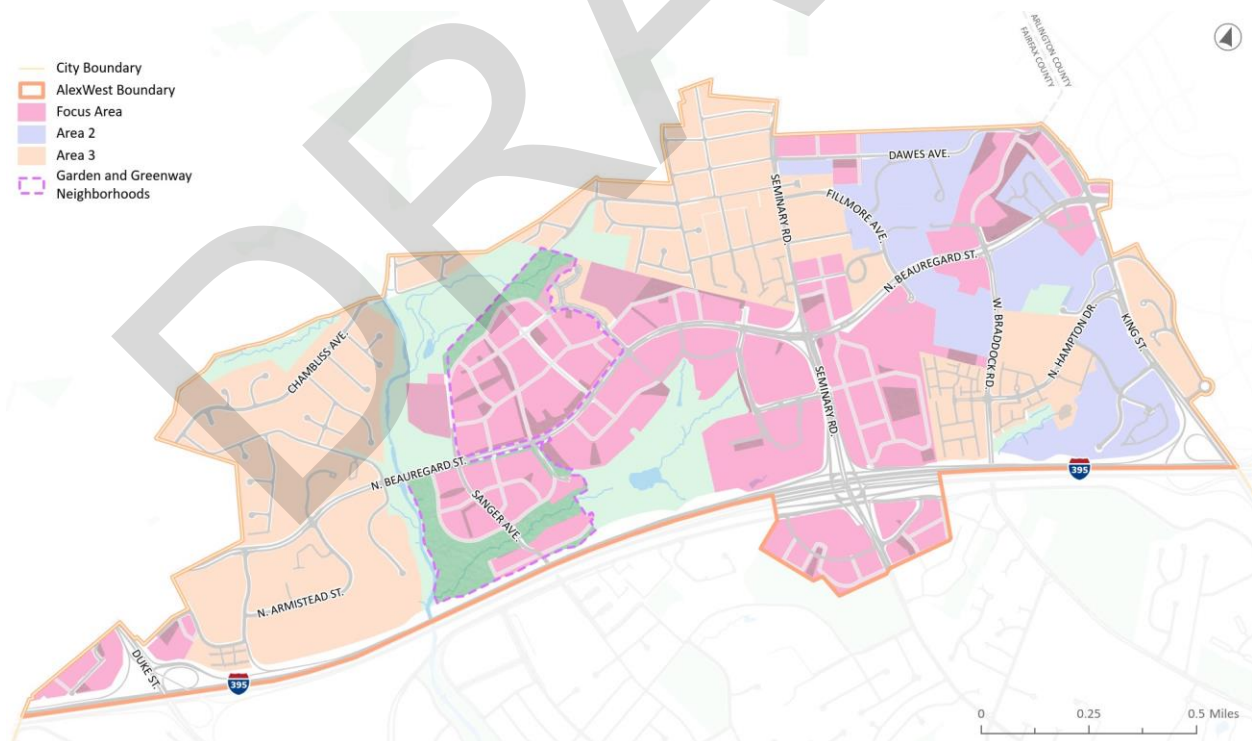 DRA
ARLINGTON COUNTY
FAIRFAX COUNTY
City Boundary
AlexWest Boundary
Focus Area
Area 2
Area 3
Garden and Greenway
Neighborhoods
DAWES AVE.
SEMINARY RD.
FILLMORE AVE.
N. BEAUREGARD ST.
W. BRADDOCK RD.
N. HAMPTON DR.
KING ST.
CHAMBLISS AVE.
SEMINARY RD.
N. BEAUREGARD ST.
SANGER AVE.
395
N. ARMISTEAD ST.
DUKE ST.
395
0 0.25 0.5 Miles